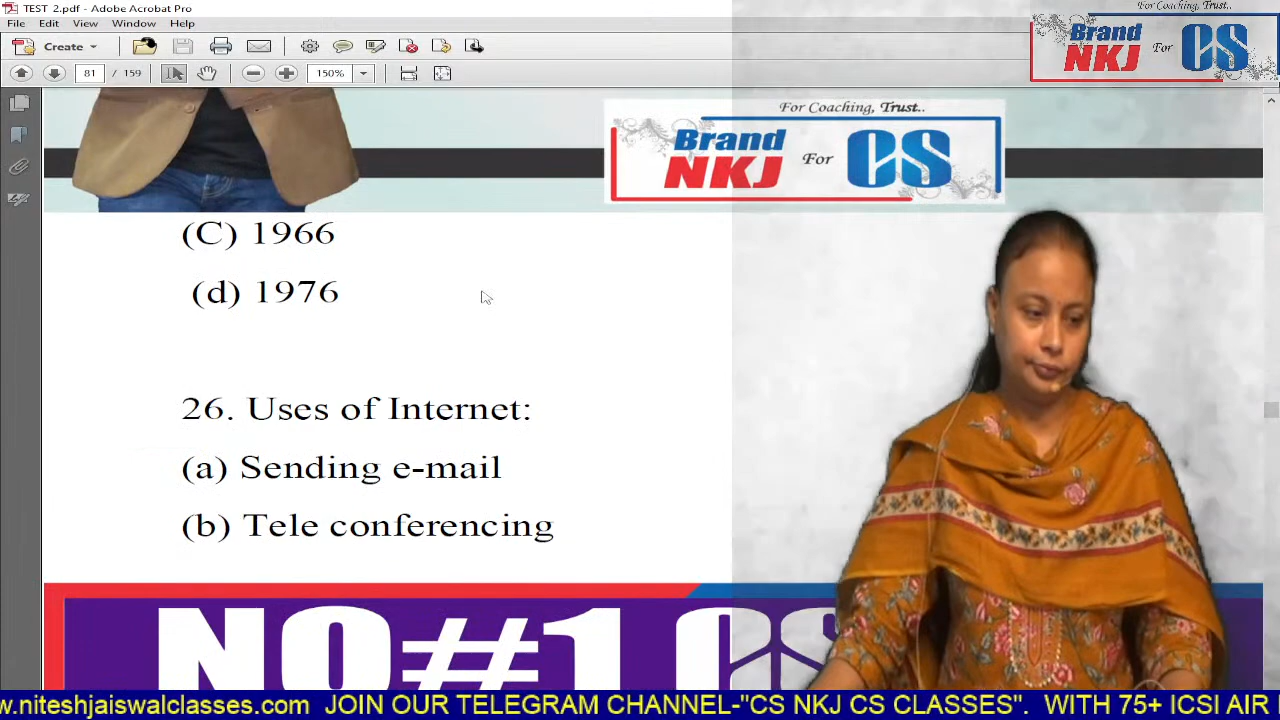 TEST 2.pdf - Adobe Acrobat Pro
File Edit View Window Help
Create
81 / 159 150%
For Coaching, Trust..
Brand NKJ For CS
For Coaching, Trust..
Brand NKJ For CS
(C) 1966
(d) 1976
26. Uses of Internet:
(a) Sending e-mail
(b) Tele conferencing
NO#1 CS
w.niteshjaiswalclasses.com JOIN OUR TELEGRAM CHANNEL-"CS NKJ CS CLASSES". WITH 75+ ICSI AIR